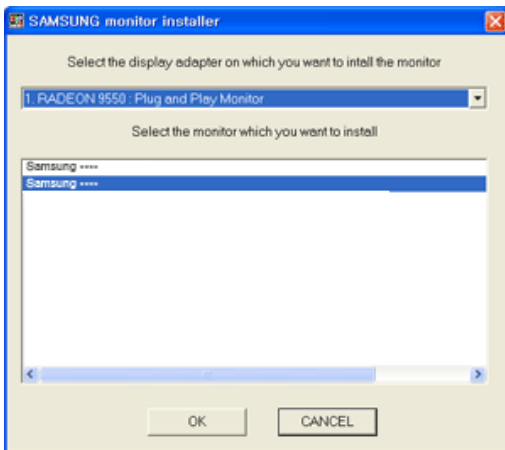 SAMSUNG monitor installer
Select the display adapter on which you want to intall the monitor
1. RADEON 9550 : Plug and Play Monitor
Select the monitor which you want to install
Samsung ----
Samsung ----
OK
CANCEL